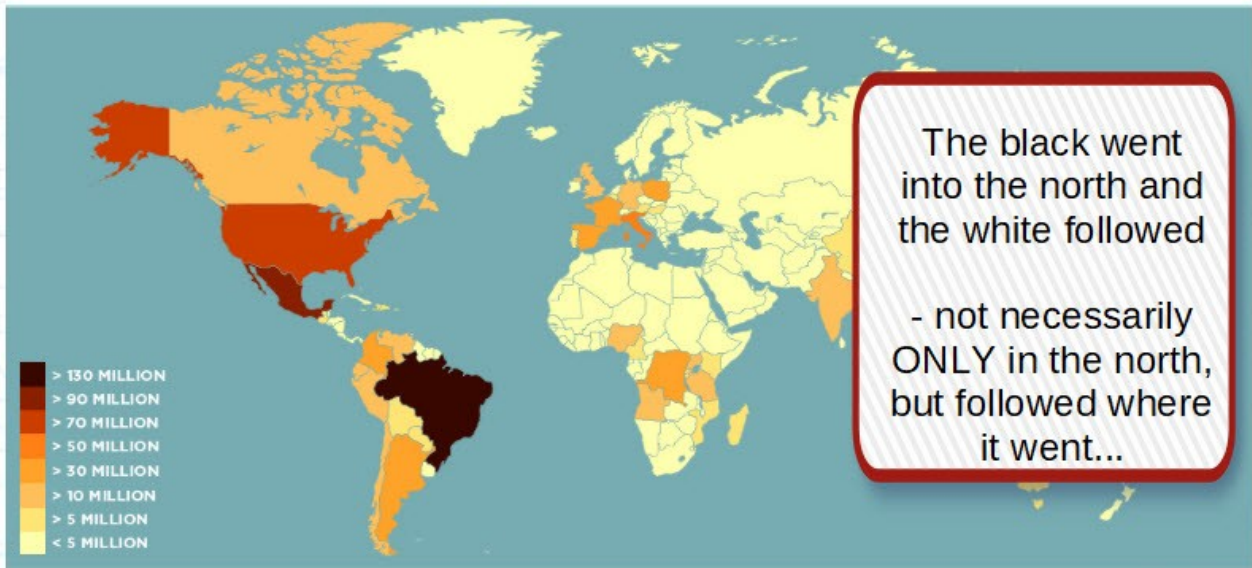 The black went
into the north and
the white followed
- not necessarily
ONLY in the north,
but followed where
it went...
> 130 MILLION
> 90 MILLION
> 70 MILLION
> 50 MILLION
> 30 MILLION
> 10 MILLION
> 5 MILLION
< 5 MILLION